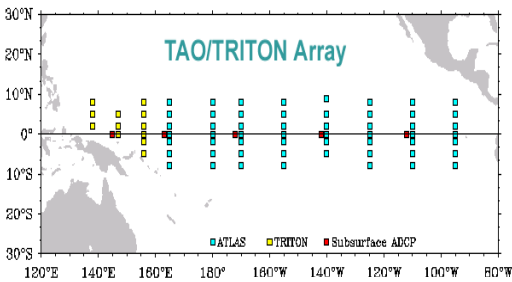 30°N
TAO/TRITON Array
20°N
10°N
0°
10°S
20°S
ATLAS TRITON Subsurface ADCP
30°S
120°E 140°E 160°E 180° 160°W 140°W 120°W 100°W 80°W